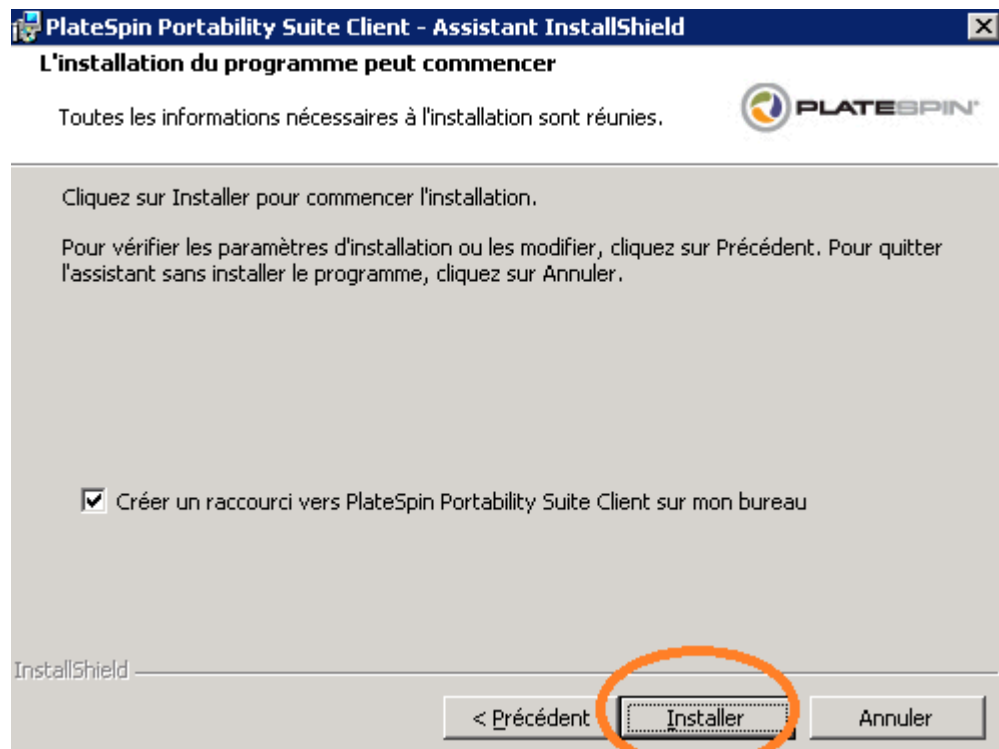 PlateSpin Portability Suite Client - Assistant InstallShield
L'installation du programme peut commencer
Toutes les informations nécessaires à l'installation sont réunies.
PLATESPIN
Cliquez sur Installer pour commencer l'installation.
Pour vérifier les paramètres d'installation ou les modifier, cliquez sur Précédent. Pour quitter
l'assistant sans installer le programme, cliquez sur Annuler.
Créer un raccourci vers PlateSpin Portability Suite Client sur mon bureau
InstallShield
< Précédent
Installer
Annuler